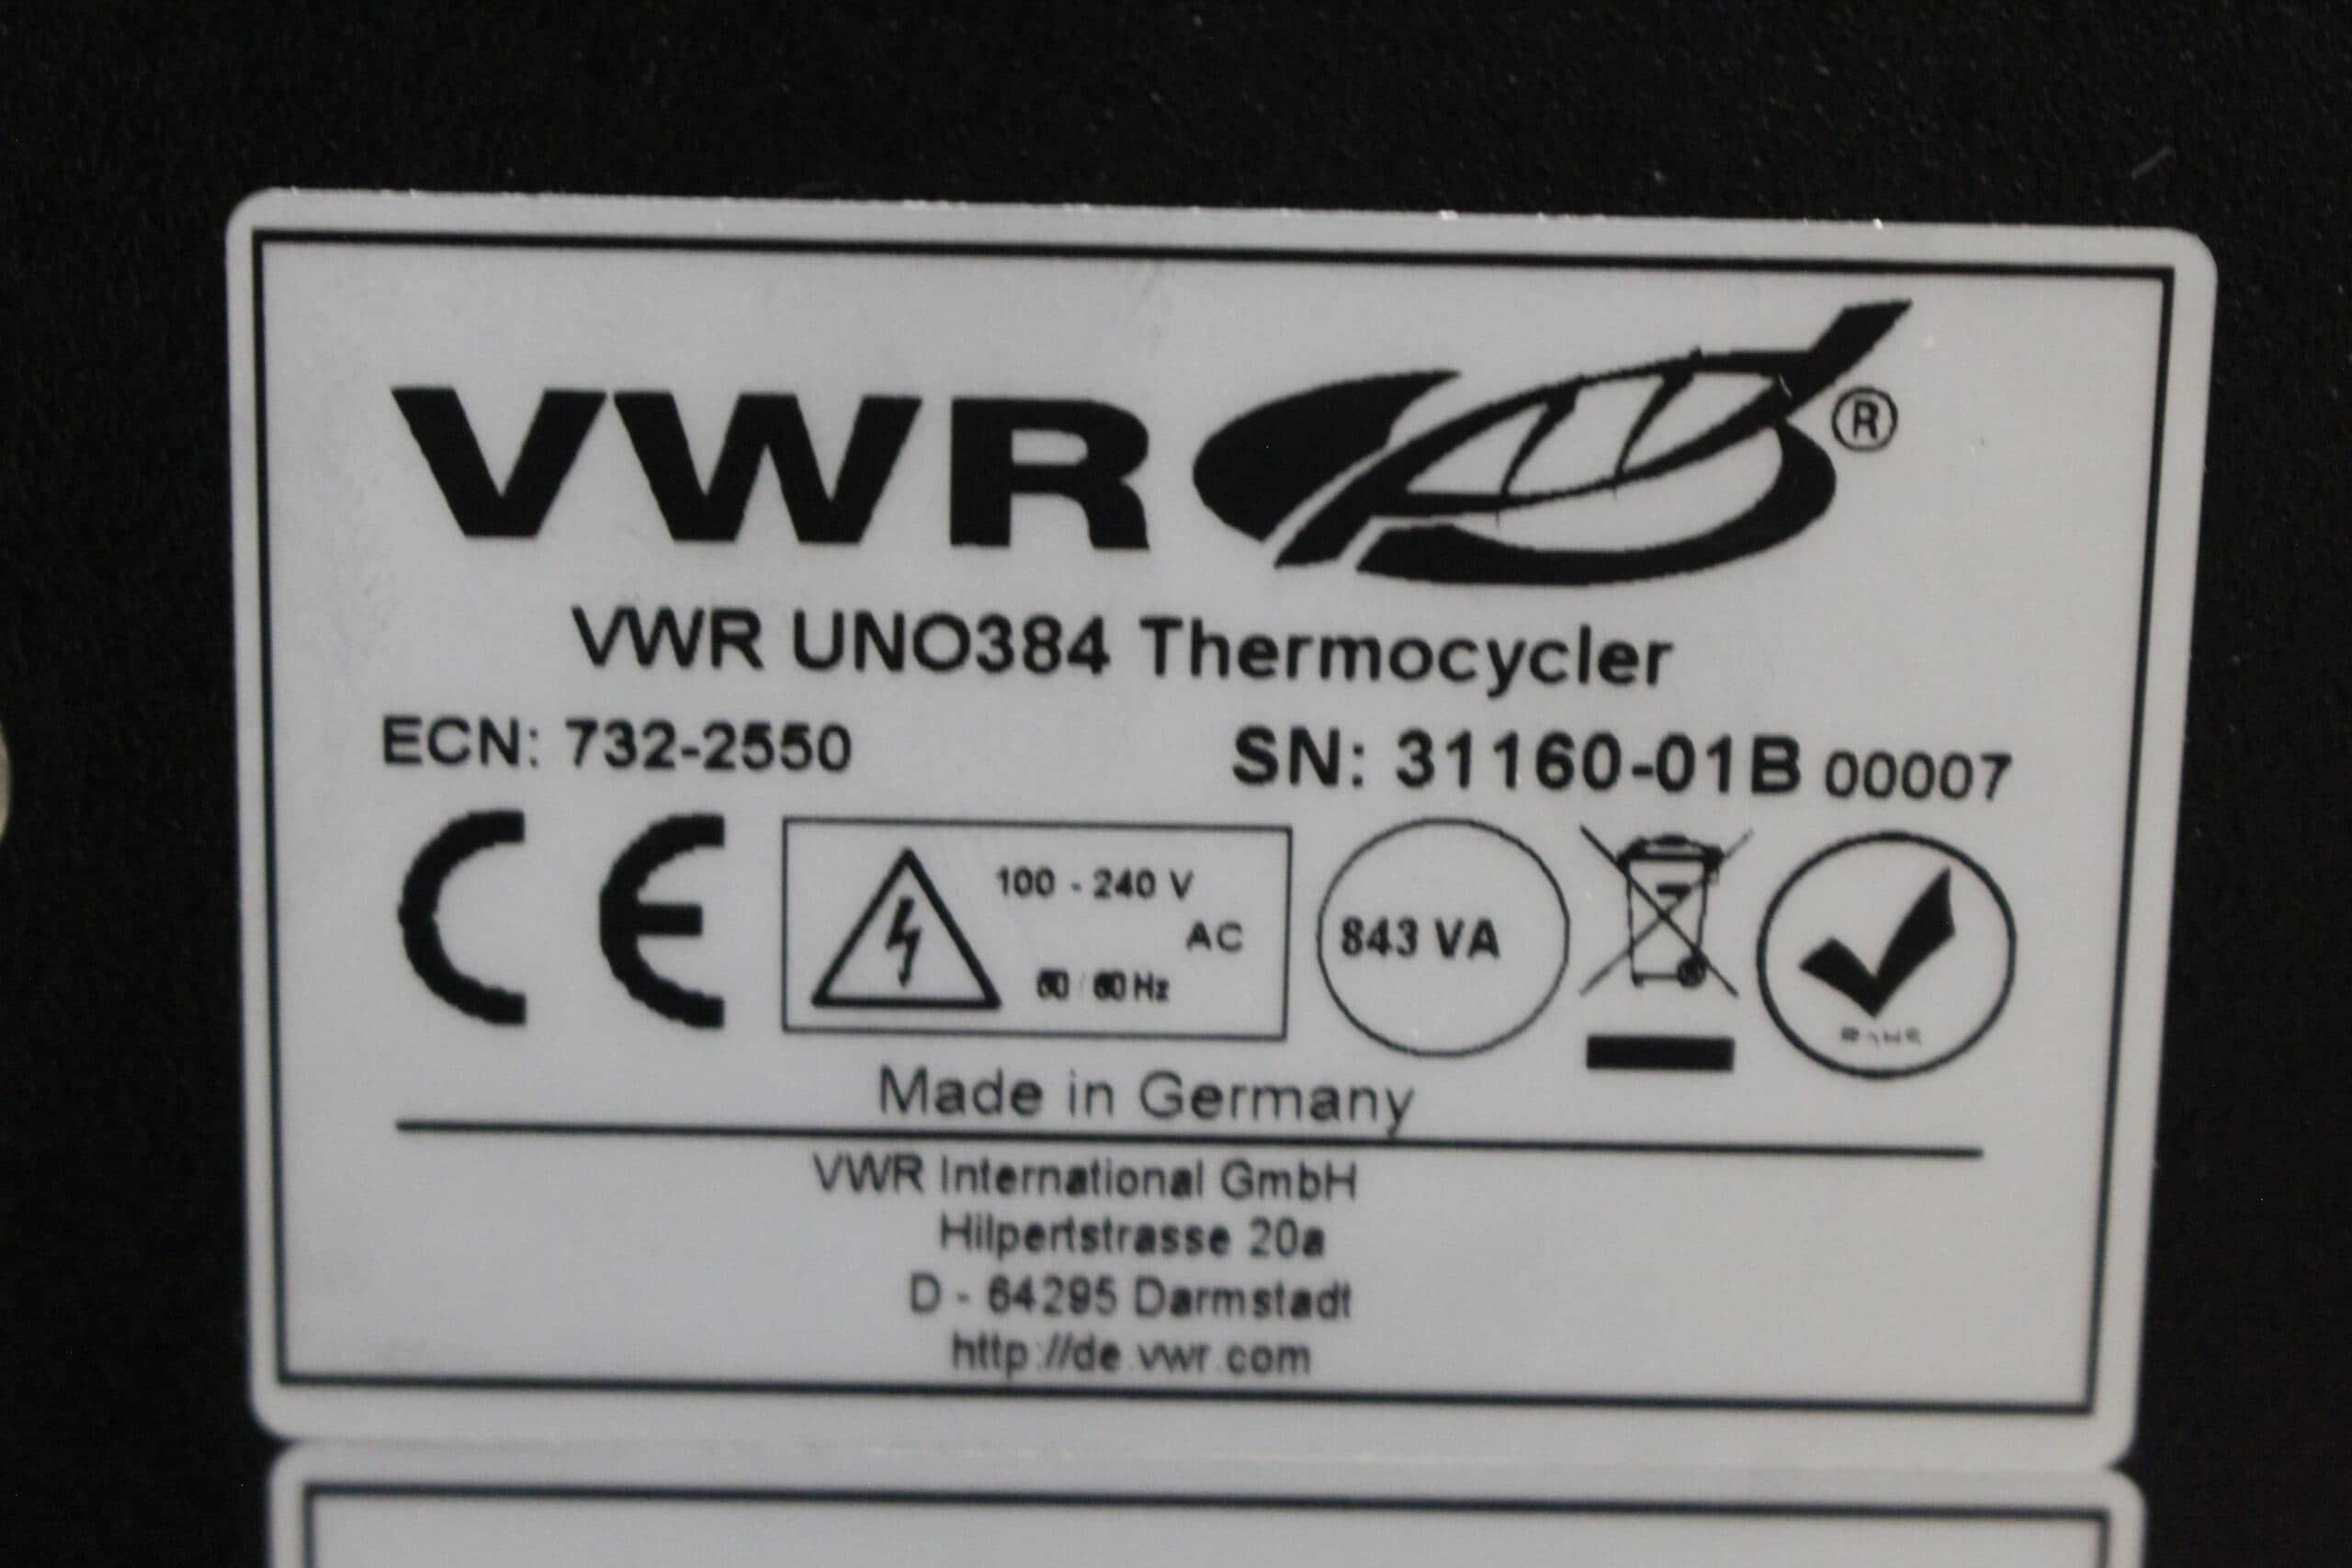 VWR ®
VWR UNO384 Thermocycler
ECN: 732-2550 SN: 31160-01B 00007
CE
100 - 240 V
AC
50/60 Hz
843 VA
RoHS
Made in Germany
VWR International GmbH
Hilpertstrasse 20a
D - 64295 Darmstadt
http://de.vwr.com